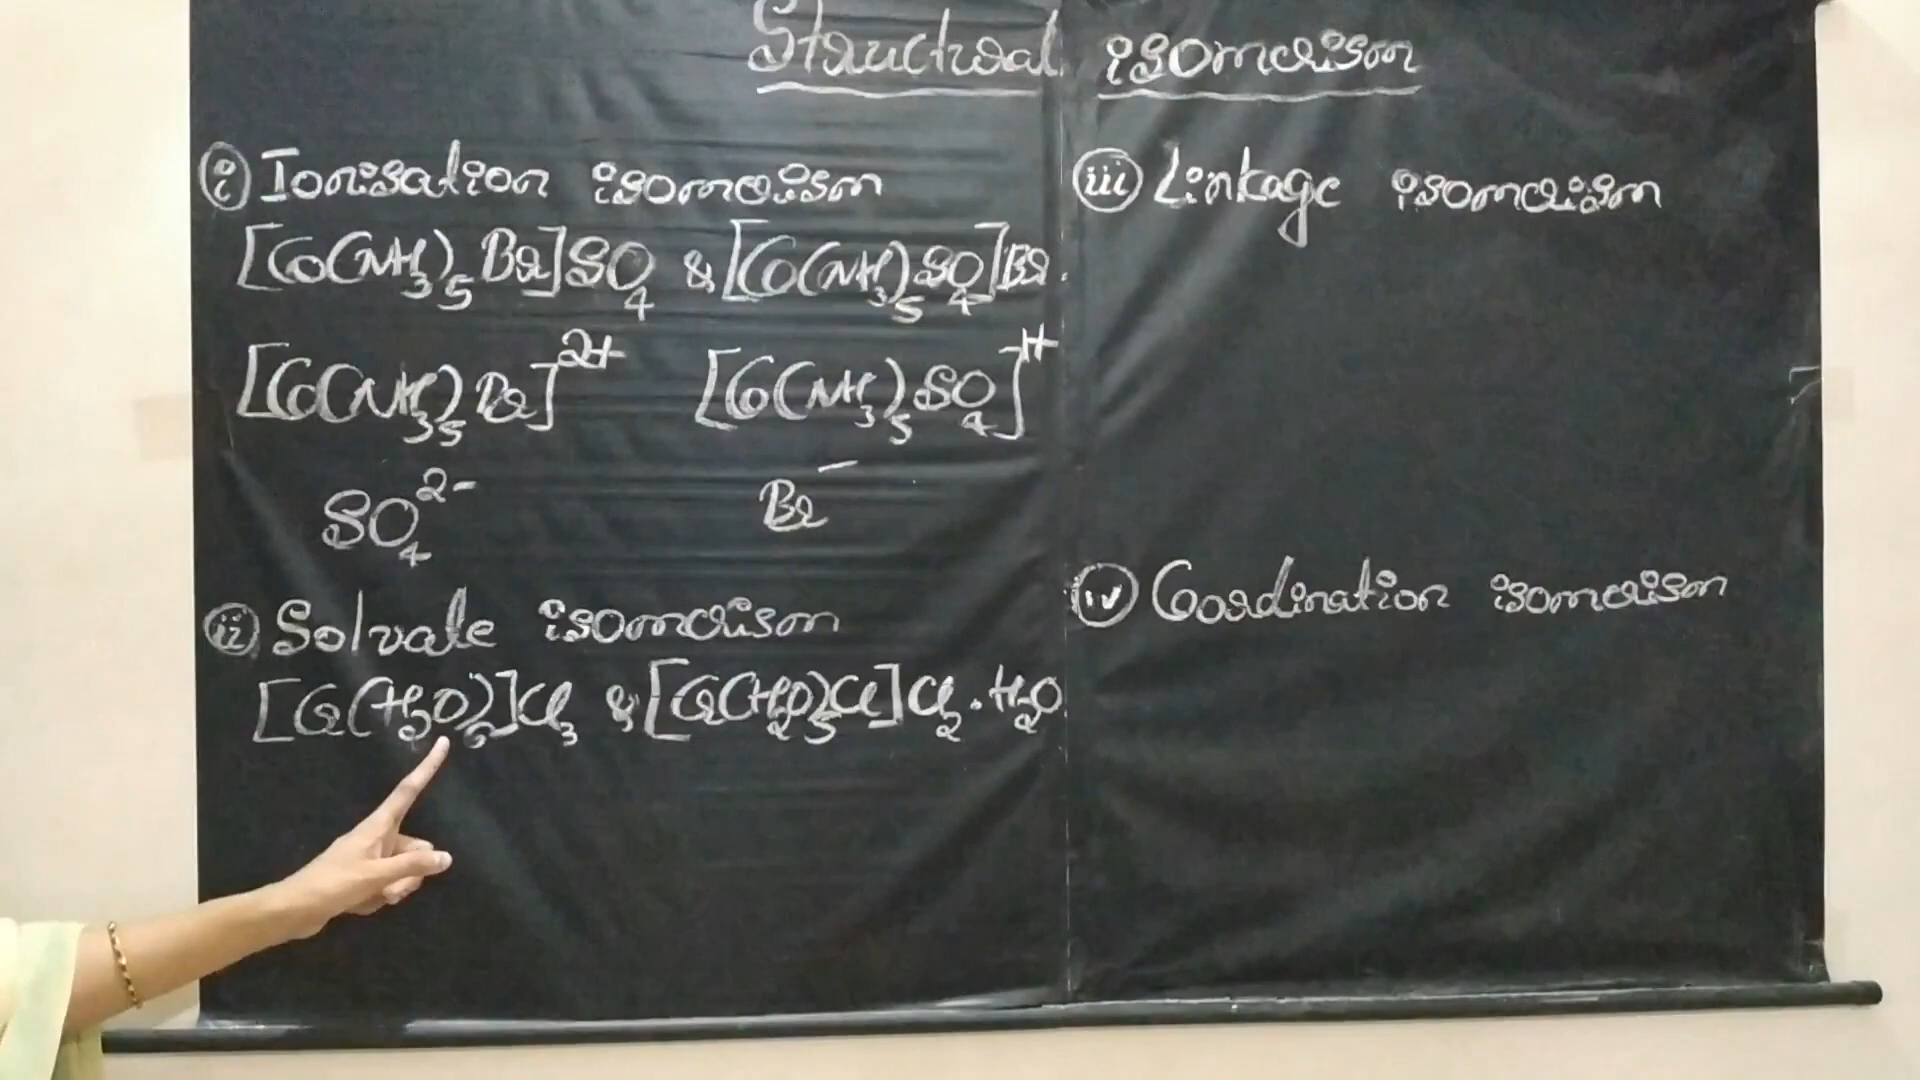 Structural isomerism
(i) Ionisation isomerism
[Co(NH₃)₅Br]SO₄ & [Co(NH₃)₅SO₄]Br.
[Co(NH₃)₅Br]²⁺ [Co(NH₃)₅SO₄]¹⁺
SO₄²⁻ Br⁻
(ii) Solvate isomerism
[Cr(H₂O)₆]Cl₃ & [Cr(H₂O)₅Cl]Cl₂.H₂O
(iii) Linkage isomerism
(iv) Coordination isomerism